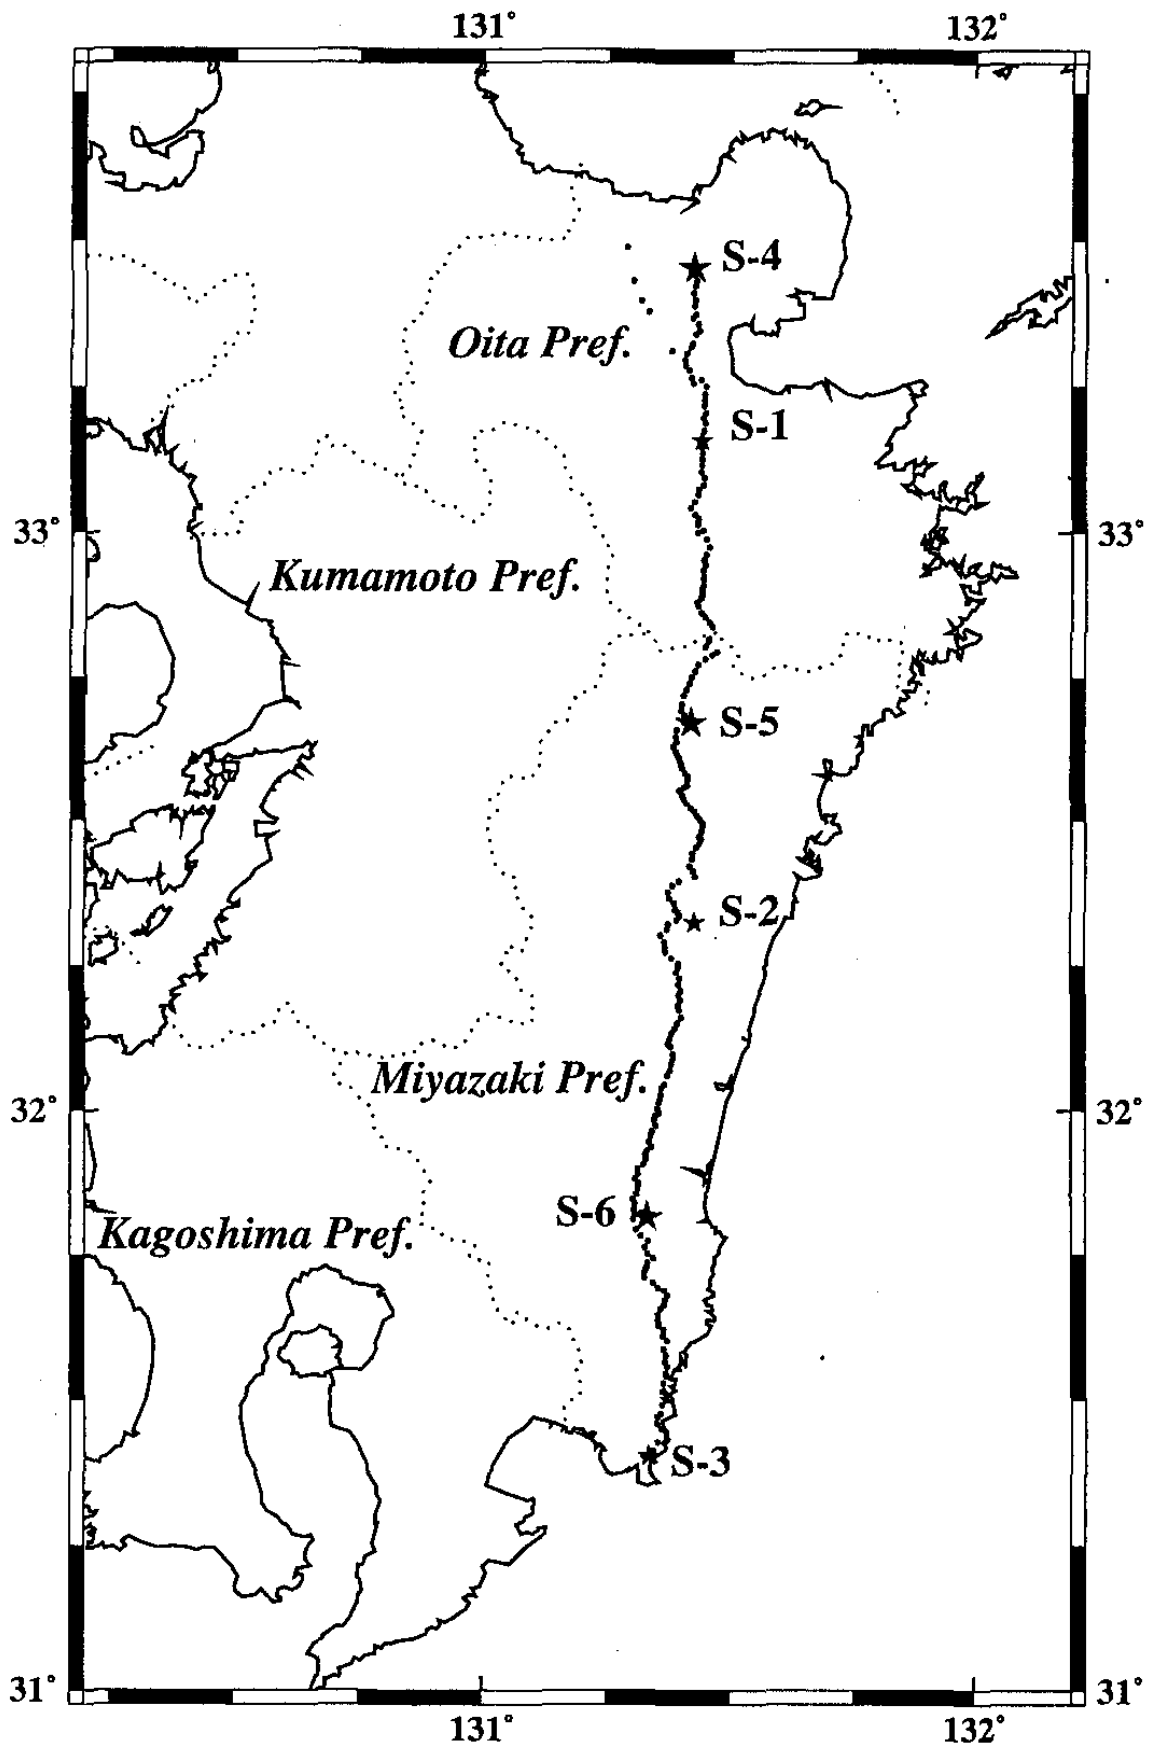 131°
132°
S-4
Oita Pref.
S-1
33°
33°
Kumamoto Pref.
S-5
S-2
Miyazaki Pref.
32°
32°
S-6
Kagoshima Pref.
S-3
31°
31°
131°
132°